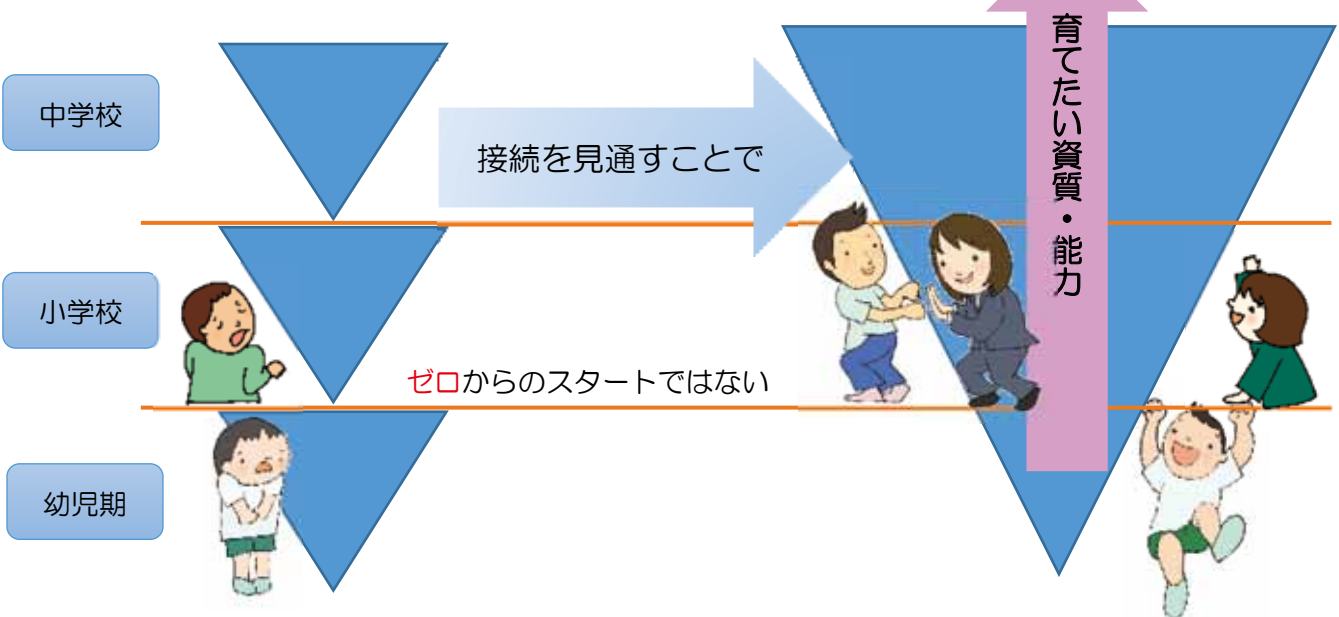 中学校
接続を見通すことで
育てたい資質・能力
小学校
ゼロからのスタートではない
幼児期